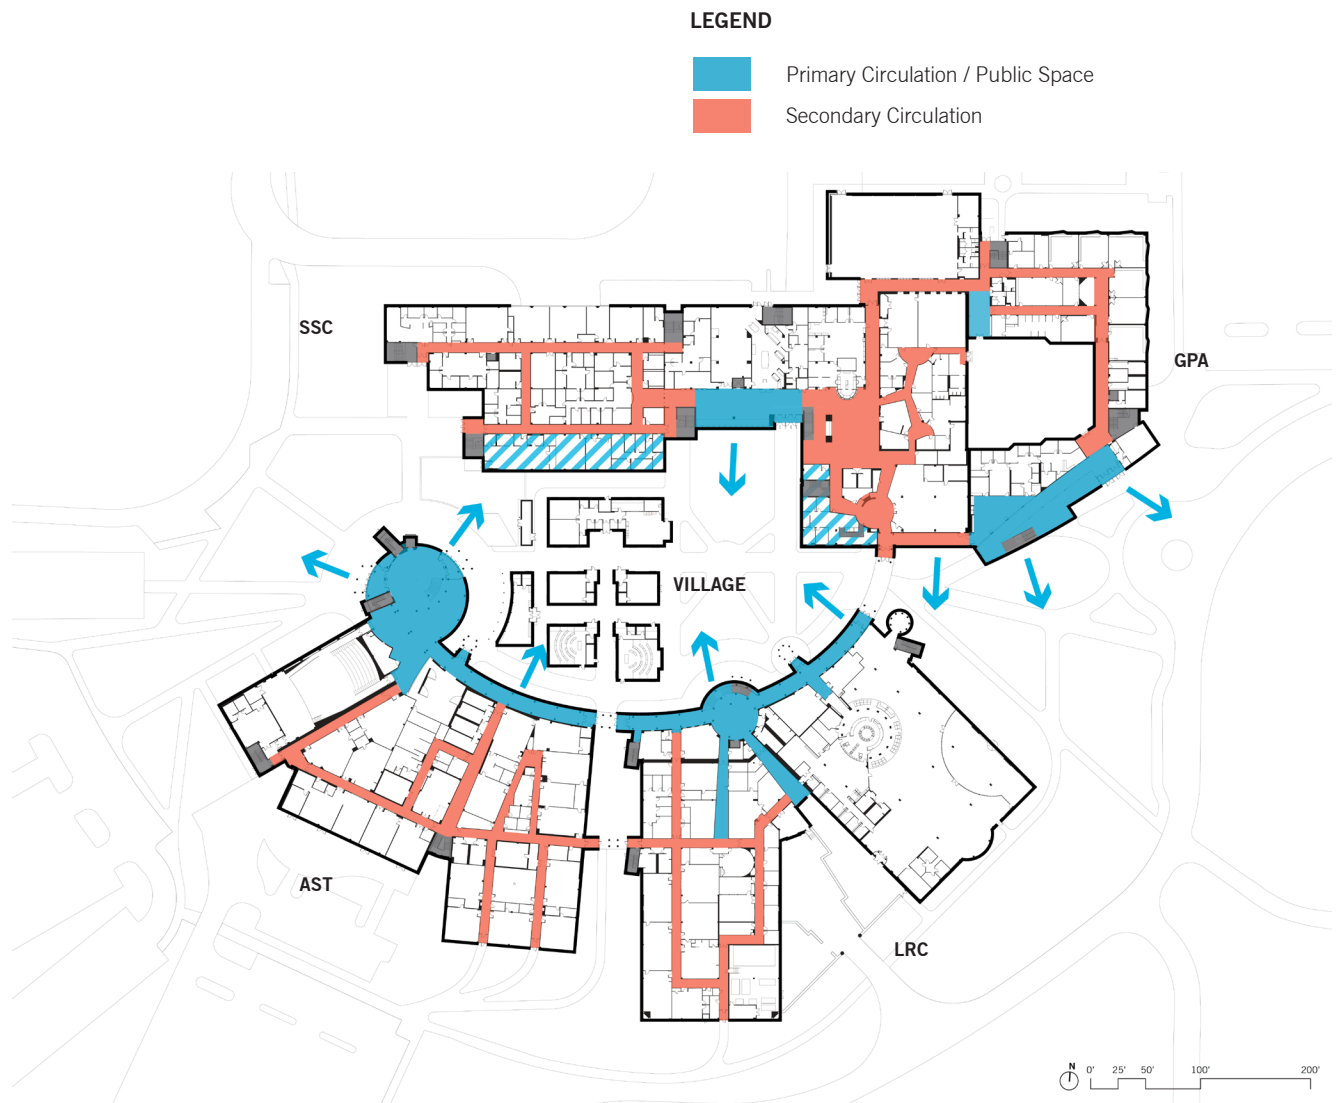 LEGEND
Primary Circulation / Public Space
Secondary Circulation
SSC
GPA
VILLAGE
AST
LRC
N
0' 25' 50' 100' 200'